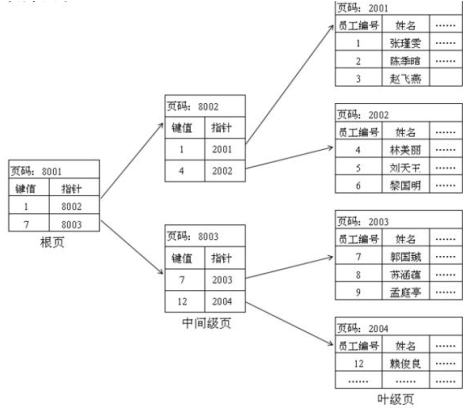 页码：8001
键值 指针
1 8002
7 8003
根页
页码：8002
键值 指针
1 2001
4 2002
页码：8003
键值 指针
7 2003
12 2004
中间级页
页码：2001
员工编号 姓名 ……
1 张瑾雯 ……
2 陈季暄 ……
3 赵飞燕
页码：2002
员工编号 姓名 ……
4 林美丽 ……
5 刘天王 ……
6 黎国明 ……
页码：2003
员工编号 姓名 ……
7 郭国 ……
8 苏涵蕴 ……
9 孟庭亭 ……
页码：2004
员工编号 姓名 ……
12 赖俊良 ……
…… …… ……
叶级页